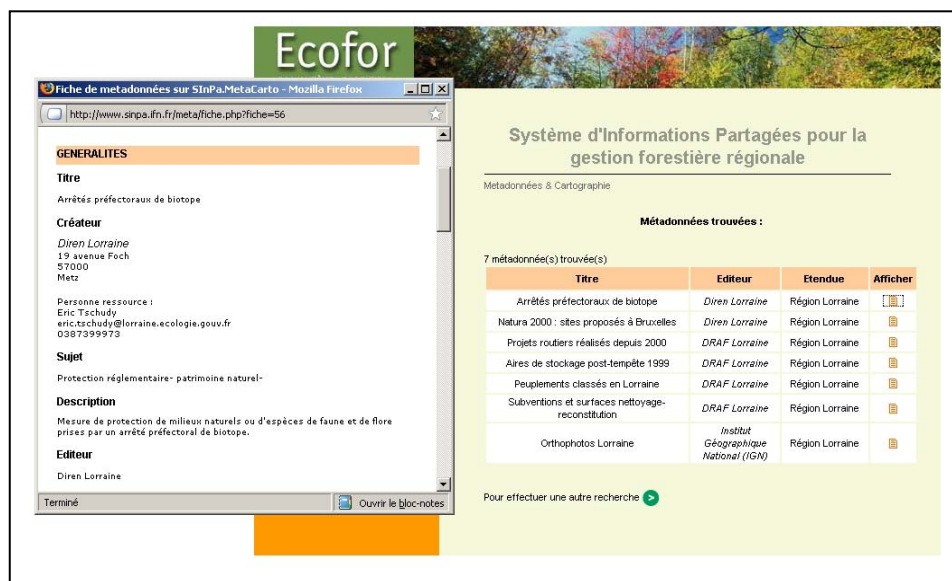 Ecofor
Fiche de metadonnées sur SInPa.MetaCarto - Mozilla Firefox
http://www.sinpa.ifn.fr/meta/fiche.php?fiche=56
GENERALITES
Titre
Arrêtés préfectoraux de biotope
Créateur
Diren Lorraine
19 avenue Foch
57000
Metz
Personne ressource :
Eric Tschudy
eric.tschudy@lorraine.ecologie.gouv.fr
0387399973
Sujet
Protection réglementaire- patrimoine naturel-
Description
Mesure de protection de milieux naturels ou d'espèces de faune et de flore
prises par un arrêté préfectoral de biotope.
Editeur
Diren Lorraine
Terminé
Ouvrir le bloc-notes
Système d'Informations Partagées pour la
gestion forestière régionale
Metadonnées & Cartographie
Métadonnées trouvées :
7 métadonnée(s) trouvée(s)
Titre Editeur Etendue Afficher
Arrêtés préfectoraux de biotope Diren Lorraine Région Lorraine
Natura 2000 : sites proposés à Bruxelles Diren Lorraine Région Lorraine
Projets routiers réalisés depuis 2000 DRAF Lorraine Région Lorraine
Aires de stockage post-tempête 1999 DRAF Lorraine Région Lorraine
Peuplements classés en Lorraine DRAF Lorraine Région Lorraine
Subventions et surfaces nettoyage-
reconstitution DRAF Lorraine Région Lorraine
Orthophotos Lorraine Institut
Géographique
National (IGN) Région Lorraine
Pour effectuer une autre recherche